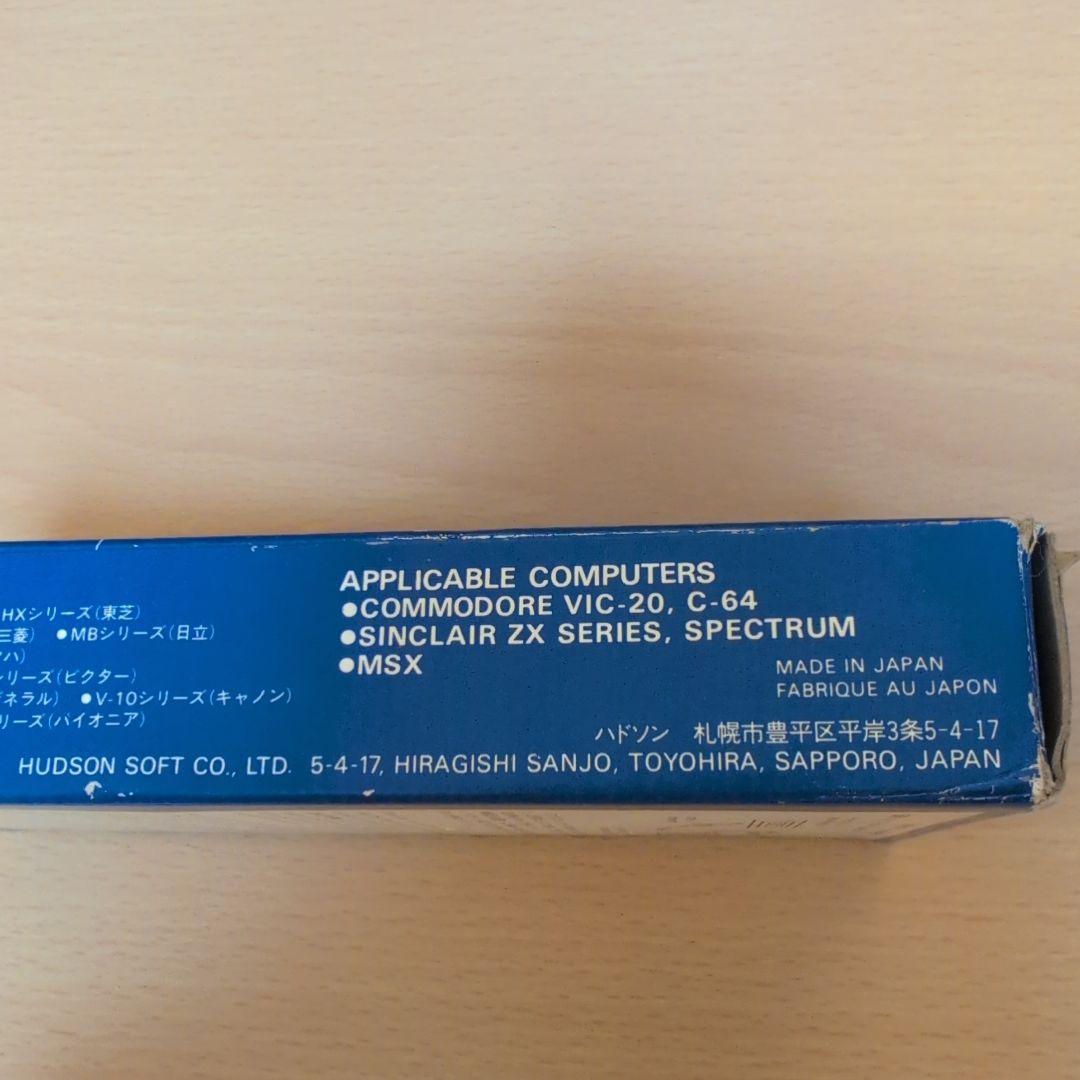 HXシリーズ(東芝)
三菱) ●MBシリーズ(日立)
ハ)
リーズ(ビクター)
ネラル) ●V-10シリーズ(キャノン)
リーズ(パイオニア)
APPLICABLE COMPUTERS
●COMMODORE VIC-20, C-64
●SINCLAIR ZX SERIES, SPECTRUM
●MSX
MADE IN JAPAN
FABRIQUE AU JAPON
ハドソン 札幌市豊平区平岸3条5-4-17
HUDSON SOFT CO., LTD. 5-4-17, HIRAGISHI SANJO, TOYOHIRA, SAPPORO, JAPAN